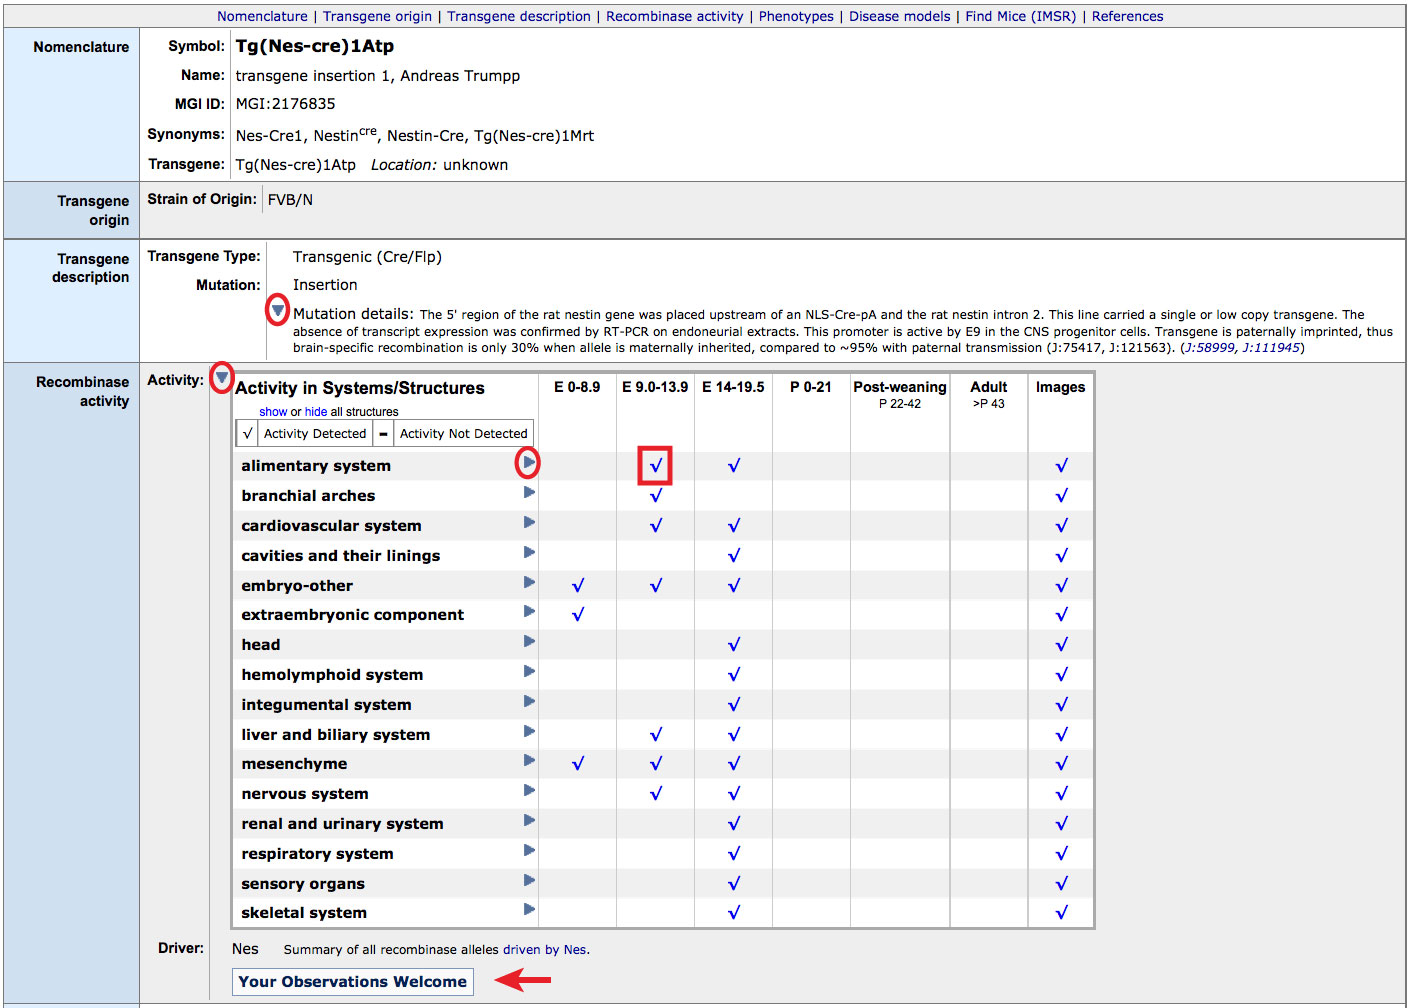 Nomenclature | Transgene origin | Transgene description | Recombinase activity | Phenotypes | Disease models | Find Mice (IMSR) | References
Nomenclature
Symbol: Tg(Nes-cre)1Atp
Name: transgene insertion 1, Andreas Trumpp
MGI ID: MGI:2176835
Synonyms: Nes-Cre1, Nestincre, Nestin-Cre, Tg(Nes-cre)1Mrt
Transgene: Tg(Nes-cre)1Atp Location: unknown
Transgene origin
Strain of Origin: FVB/N
Transgene description
Transgene Type: Transgenic (Cre/Flp)
Mutation: Insertion
Mutation details: The 5' region of the rat nestin gene was placed upstream of an NLS-Cre-pA and the rat nestin intron 2. This line carried a single or low copy transgene. The
absence of transcript expression was confirmed by RT-PCR on endoneurial extracts. This promoter is active by E9 in the CNS progenitor cells. Transgene is paternally imprinted, thus
brain-specific recombination is only 30% when allele is maternally inherited, compared to ~95% with paternal transmission (J:75417, J:121563). (J:58999, J:111945)
Recombinase activity
Activity:
Activity in Systems/Structures E 0-8.9 E 9.0-13.9 E 14-19.5 P 0-21 Post-weaning Adult Images
P 22-42 >P 43
show or hide all structures
√ Activity Detected – Activity Not Detected
alimentary system √ √ √
branchial arches √ √
cardiovascular system √ √ √
cavities and their linings √ √
embryo-other √ √ √ √
extraembryonic component √ √
head √ √
hemolymphoid system √ √
integumental system √ √
liver and biliary system √ √ √
mesenchyme √ √ √ √
nervous system √ √ √
renal and urinary system √ √
respiratory system √ √
sensory organs √ √
skeletal system √ √
Driver: Nes Summary of all recombinase alleles driven by Nes.
Your Observations Welcome